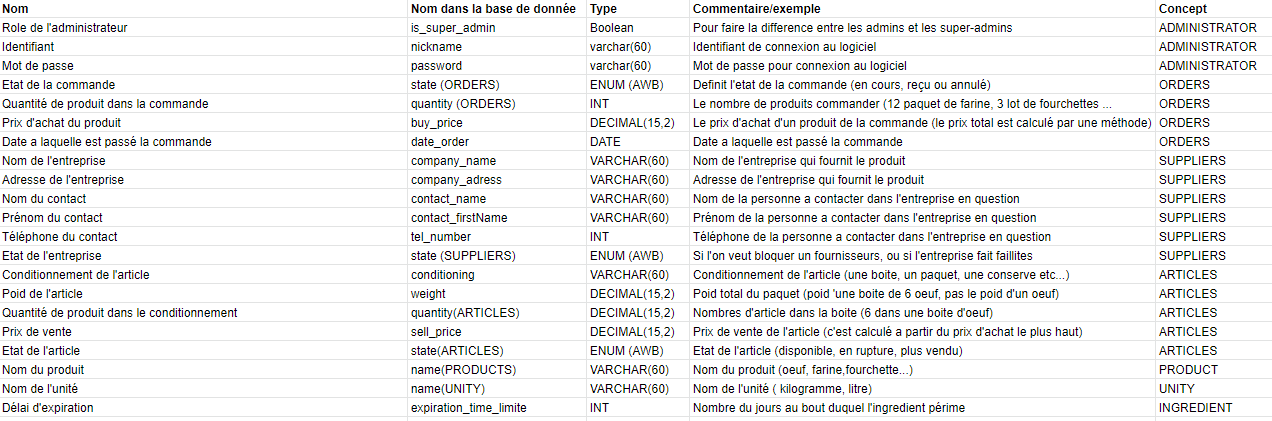 Nom Nom dans la base de donnée Type Commentaire/exemple Concept
Role de l'administrateur is_super_admin Boolean Pour faire la difference entre les admins et les super-admins ADMINISTRATOR
Identifiant nickname varchar(60) Identifiant de connexion au logiciel ADMINISTRATOR
Mot de passe password varchar(60) Mot de passe pour connexion au logiciel ADMINISTRATOR
Etat de la commande state (ORDERS) ENUM (AWB) Definit l'etat de la commande (en cours, reçu ou annulé) ORDERS
Quantité de produit dans la commande quantity (ORDERS) INT Le nombre de produits commander (12 paquet de farine, 3 lot de fourchettes ... ORDERS
Prix d'achat du produit buy_price DECIMAL(15,2) Le prix d'achat d'un produit de la commande (le prix total est calculé par une méthode) ORDERS
Date a laquelle est passé la commande date_order DATE Date a laquelle est passé la commande ORDERS
Nom de l'entreprise company_name VARCHAR(60) Nom de l'entreprise qui fournit le produit SUPPLIERS
Adresse de l'entreprise company_adress VARCHAR(60) Adresse de l'entreprise qui fournit le produit SUPPLIERS
Nom du contact contact_name VARCHAR(60) Nom de la personne a contacter dans l'entreprise en question SUPPLIERS
Prénom du contact contact_firstName VARCHAR(60) Prénom de la personne a contacter dans l'entreprise en question SUPPLIERS
Téléphone du contact tel_number INT Téléphone de la personne a contacter dans l'entreprise en question SUPPLIERS
Etat de l'entreprise state (SUPPLIERS) ENUM (AWB) Si l'on veut bloquer un fournisseurs, ou si l'entreprise fait faillites SUPPLIERS
Conditionnement de l'article conditioning VARCHAR(60) Conditionnement de l'article (une boite, un paquet, une conserve etc...) ARTICLES
Poid de l'article weight DECIMAL(15,2) Poid total du paquet (poid 'une boite de 6 oeuf, pas le poid d'un oeuf) ARTICLES
Quantité de produit dans le conditionnement quantity(ARTICLES) DECIMAL(15,2) Nombres d'article dans la boite (6 dans une boite d'oeuf) ARTICLES
Prix de vente sell_price DECIMAL(15,2) Prix de vente de l'article (c'est calculé a partir du prix d'achat le plus haut) ARTICLES
Etat de l'article state(ARTICLES) ENUM (AWB) Etat de l'article (disponible, en rupture, plus vendu) ARTICLES
Nom du produit name(PRODUCTS) VARCHAR(60) Nom du produit (oeuf, farine,fourchette...) PRODUCT
Nom de l'unité name(UNITY) VARCHAR(60) Nom de l'unité ( kilogramme, litre) UNITY
Délai d'expiration expiration_time_limite INT Nombre du jours au bout duquel l'ingredient périme INGREDIENT